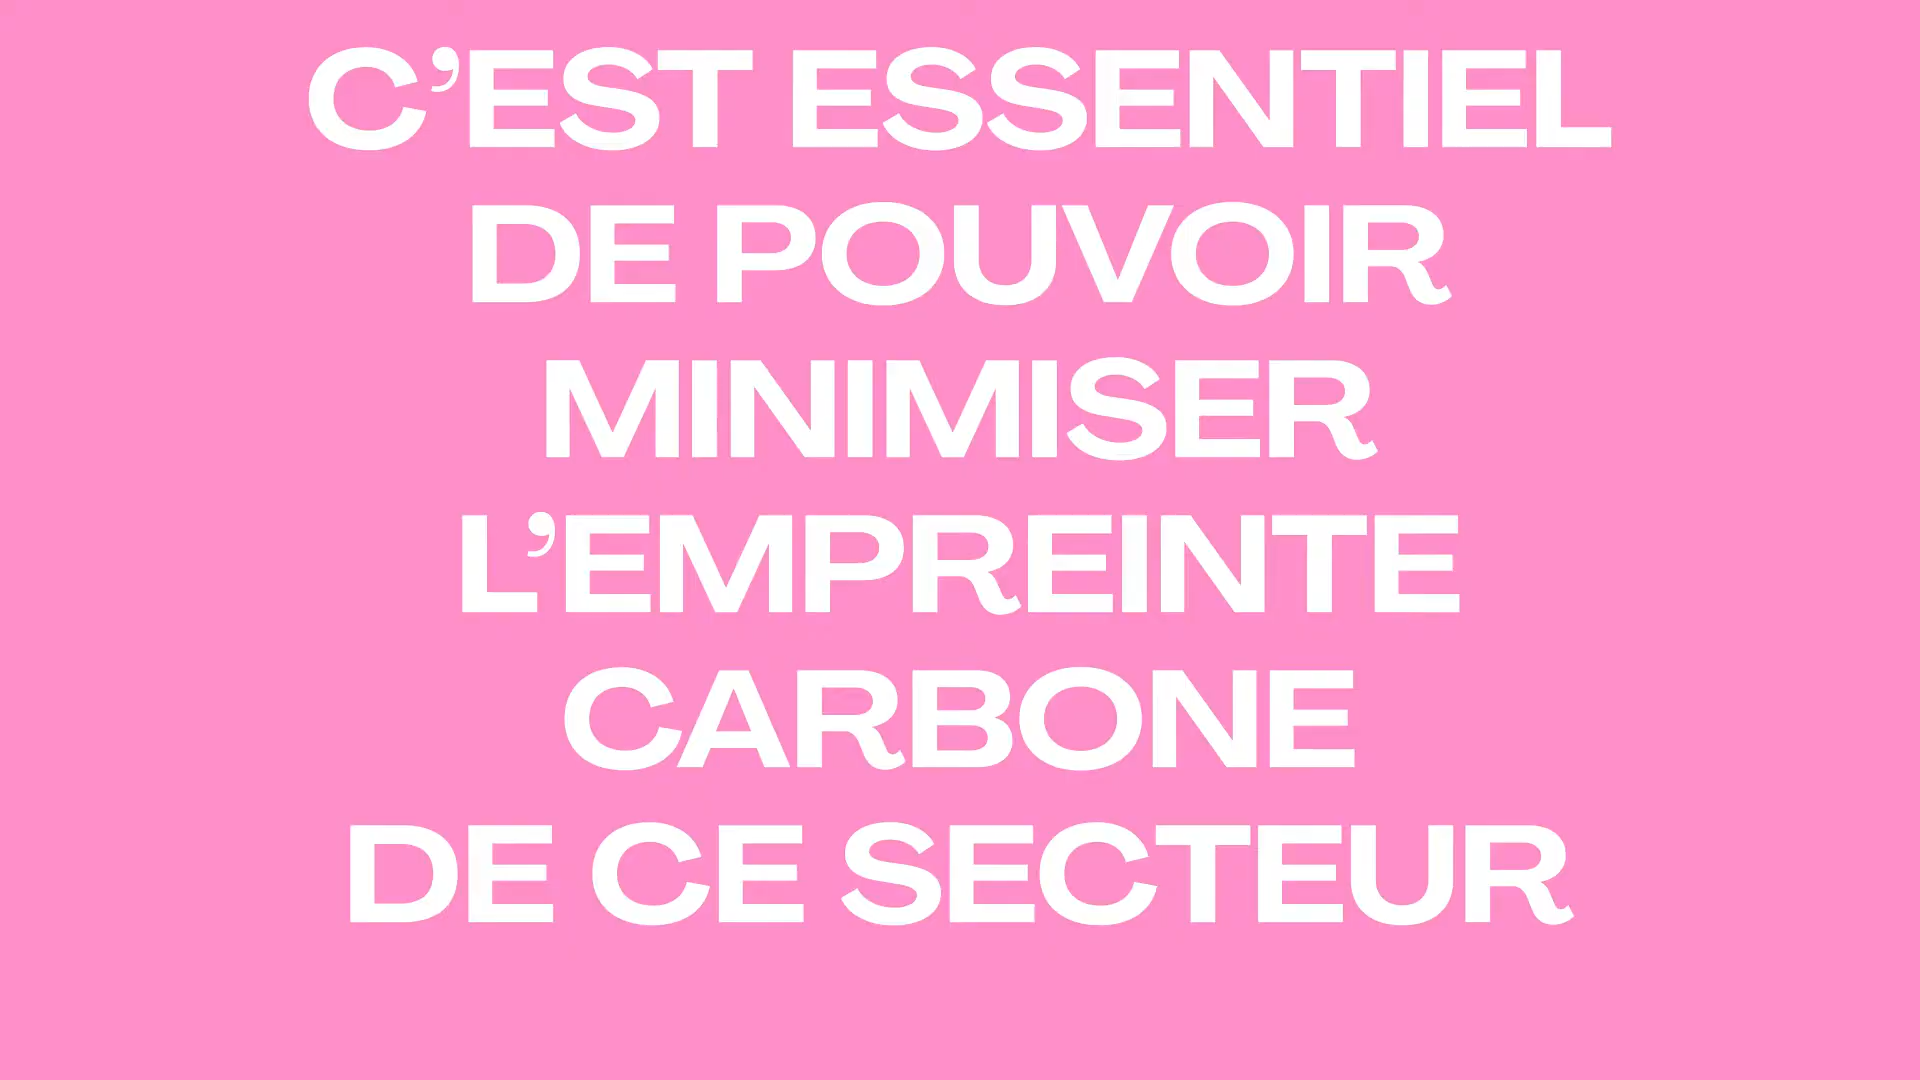 C’EST ESSENTIEL
DE POUVOIR
MINIMISER
L’EMPREINTE
CARBONE
DE CE SECTEUR